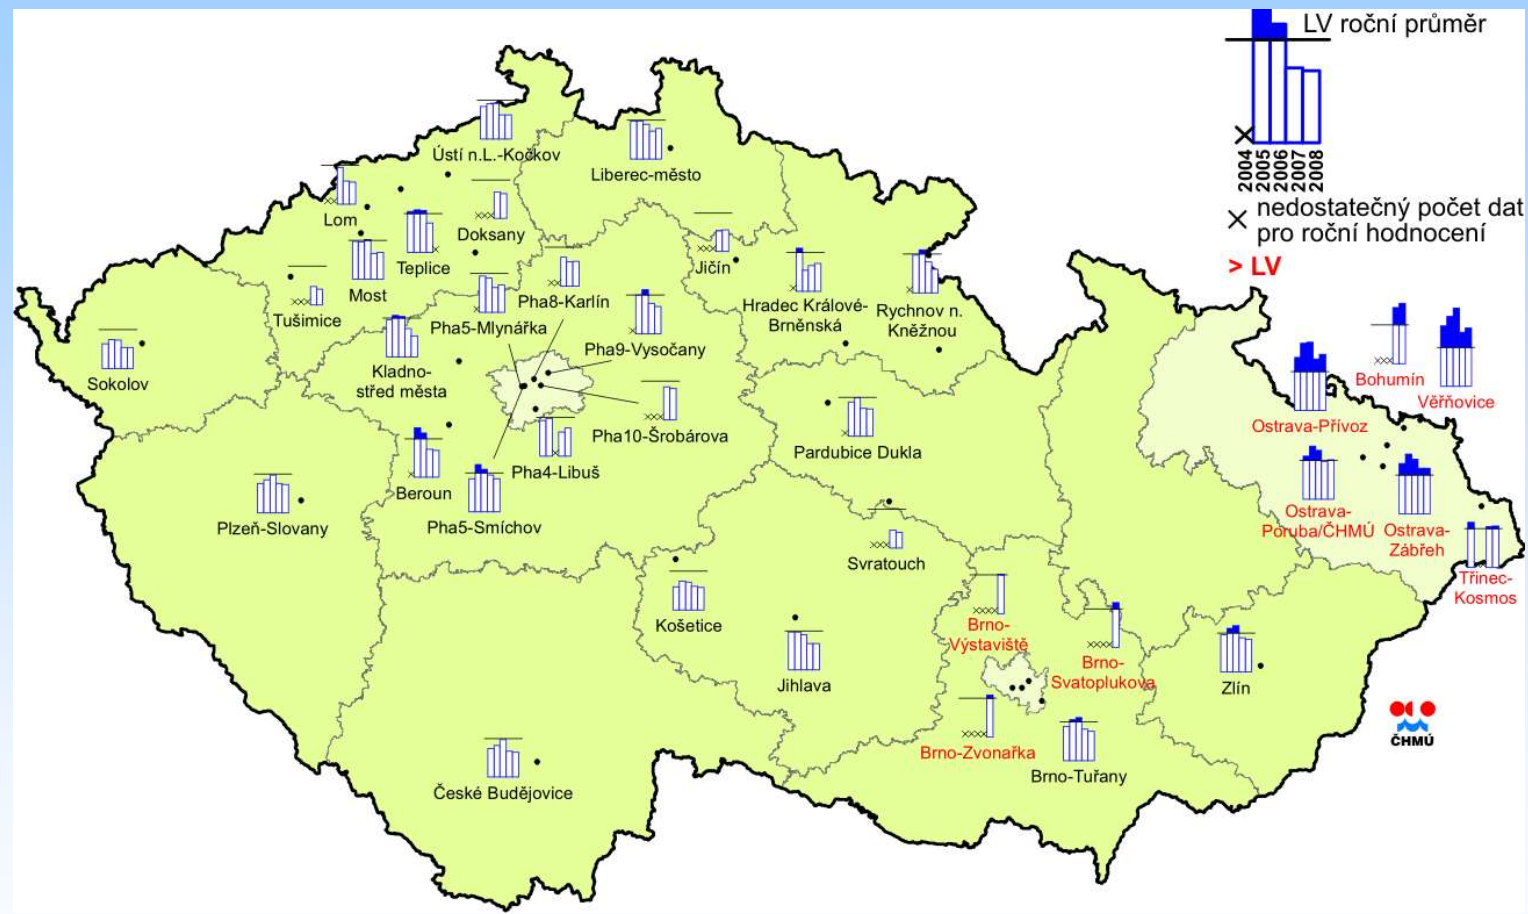 LV roční průměr
2004
2005
2006
2007
2008
× nedostatečný počet dat
pro roční hodnocení
> LV
Ústí n.L.-Kočkov
Liberec-město
Lom
Doksany
Teplice
Most
Tušimice
Jičín
Pha8-Karlín
Pha5-Mlynářka
Hradec Králové-
Brněnská
Rychnov n.
Kněžnou
Pha9-Vysočany
Sokolov
Kladno-
střed města
Bohumín
Věřňovice
Ostrava-Přívoz
Pha10-Šrobárova
Pardubice Dukla
Pha4-Libuš
Beroun
Pha5-Smíchov
Plzeň-Slovany
Ostrava-
Poruba/ČHMÚ
Ostrava-
Zábřeh
Svratouch
Třinec-
Kosmos
Košetice
Brno-
Výstaviště
Brno-
Svatoplukova
Jihlava
Zlín
ČHMÚ
Brno-Zvonařka
Brno-Tuřany
České Budějovice